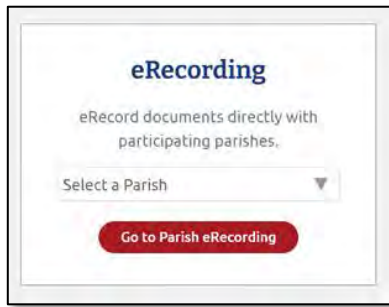 eRecording
eRecord documents directly with
participating parishes.
Select a Parish
Go to Parish eRecording